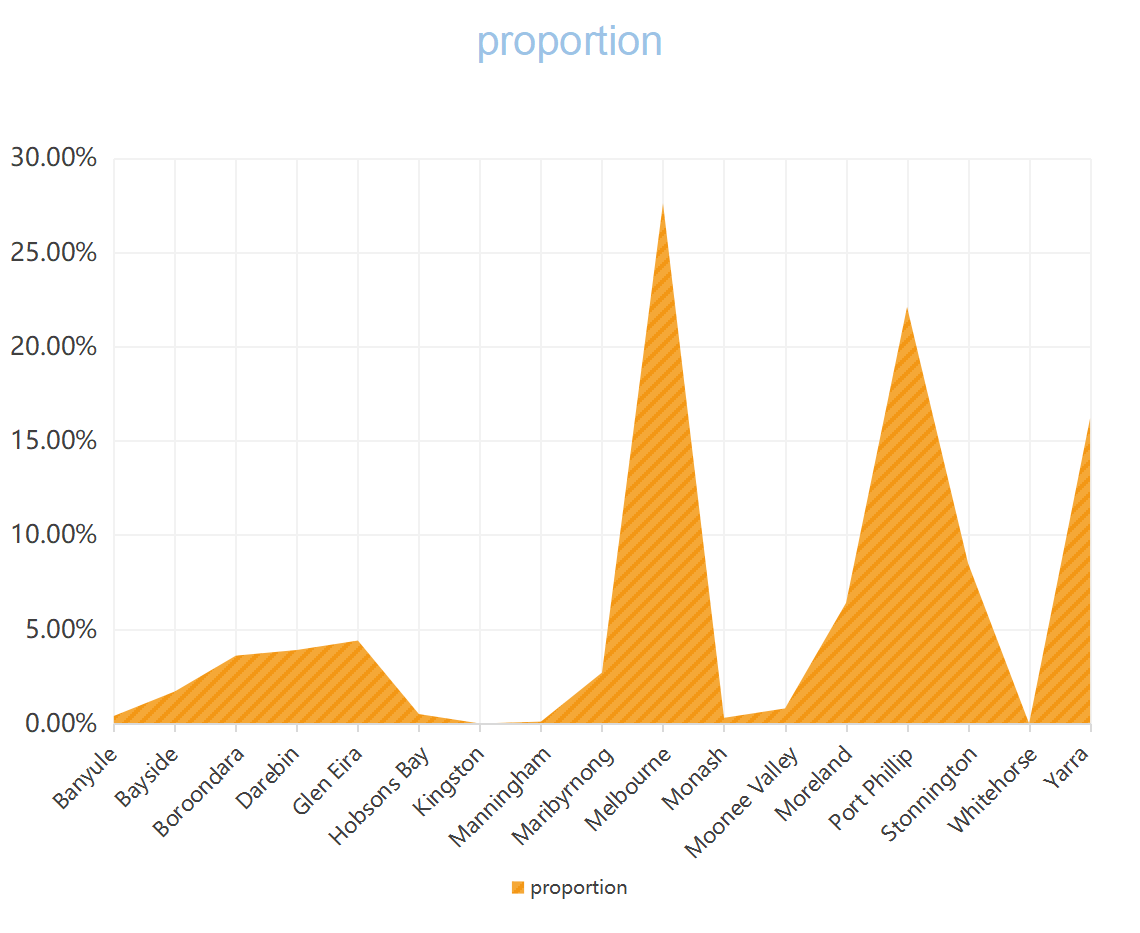 proportion
30.00%
25.00%
20.00%
15.00%
10.00%
5.00%
0.00%
Banyule
Bayside
Boroondara
Darebin
Glen Eira
Hobsons Bay
Kingston
Manningham
Maribyrnong
Melbourne
Monash
Moonee Valley
Moreland
Port Phillip
Stonnington
Whitehorse
Yarra
proportion